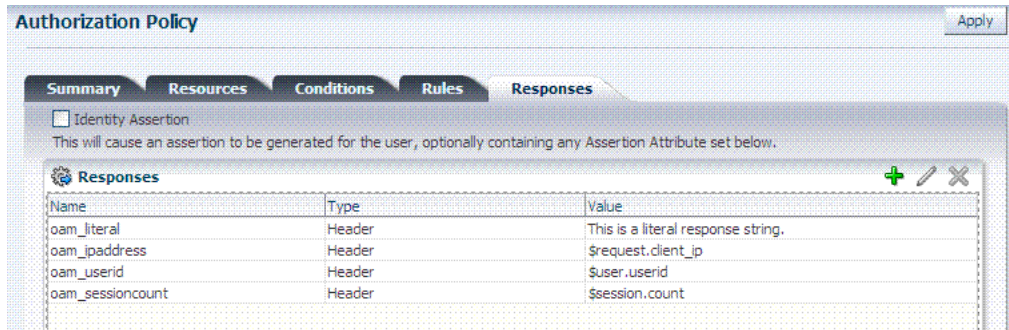 Authorization Policy
Apply
Summary Resources Conditions Rules Responses
Identity Assertion
This will cause an assertion to be generated for the user, optionally containing any Assertion Attribute set below.
Responses
Name Type Value
oam_literal Header This is a literal response string.
oam_ipaddress Header $request.client_ip
oam_userid Header $user.userid
oam_sessioncount Header $session.count